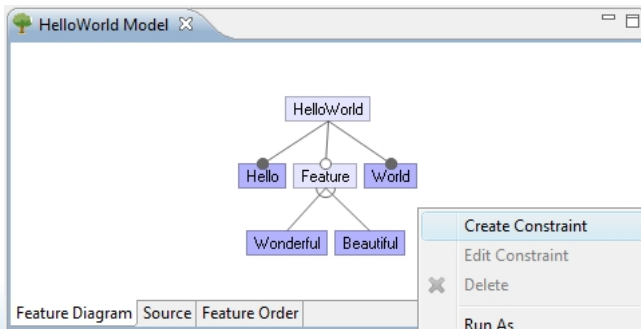 HelloWorld Model
HelloWorld
Hello Feature World
Wonderful Beautiful
Create Constraint
Edit Constraint
Delete
Run As
Feature Diagram Source Feature Order